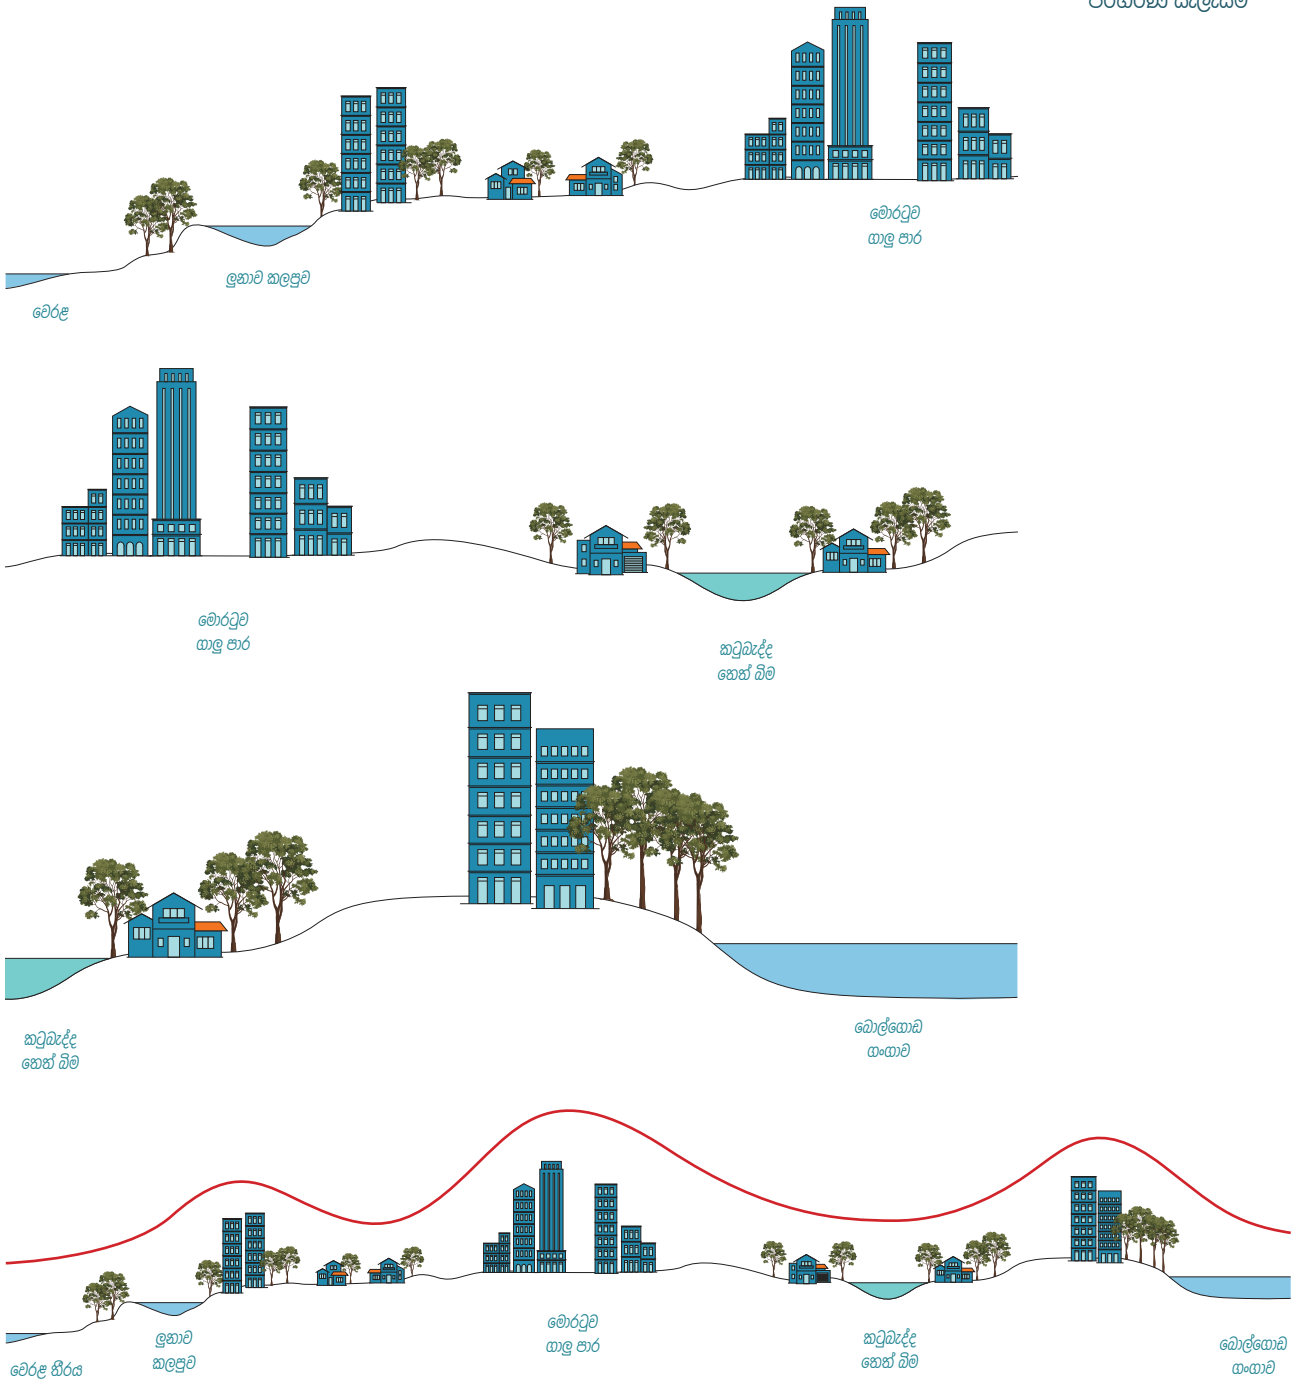 මොරටුව
ගාලු පාර
ලුනාව කලපුව
වෙරළ
මොරටුව
ගාලු පාර
කටුබැද්ද
තෙත් බිම
කටුබැද්ද
තෙත් බිම
බොල්ගොඩ
ගංගාව
වෙරළ තීරය
ලුනාව
කලපුව
මොරටුව
ගාලු පාර
කටුබැද්ද
තෙත් බිම
බොල්ගොඩ
ගංගාව